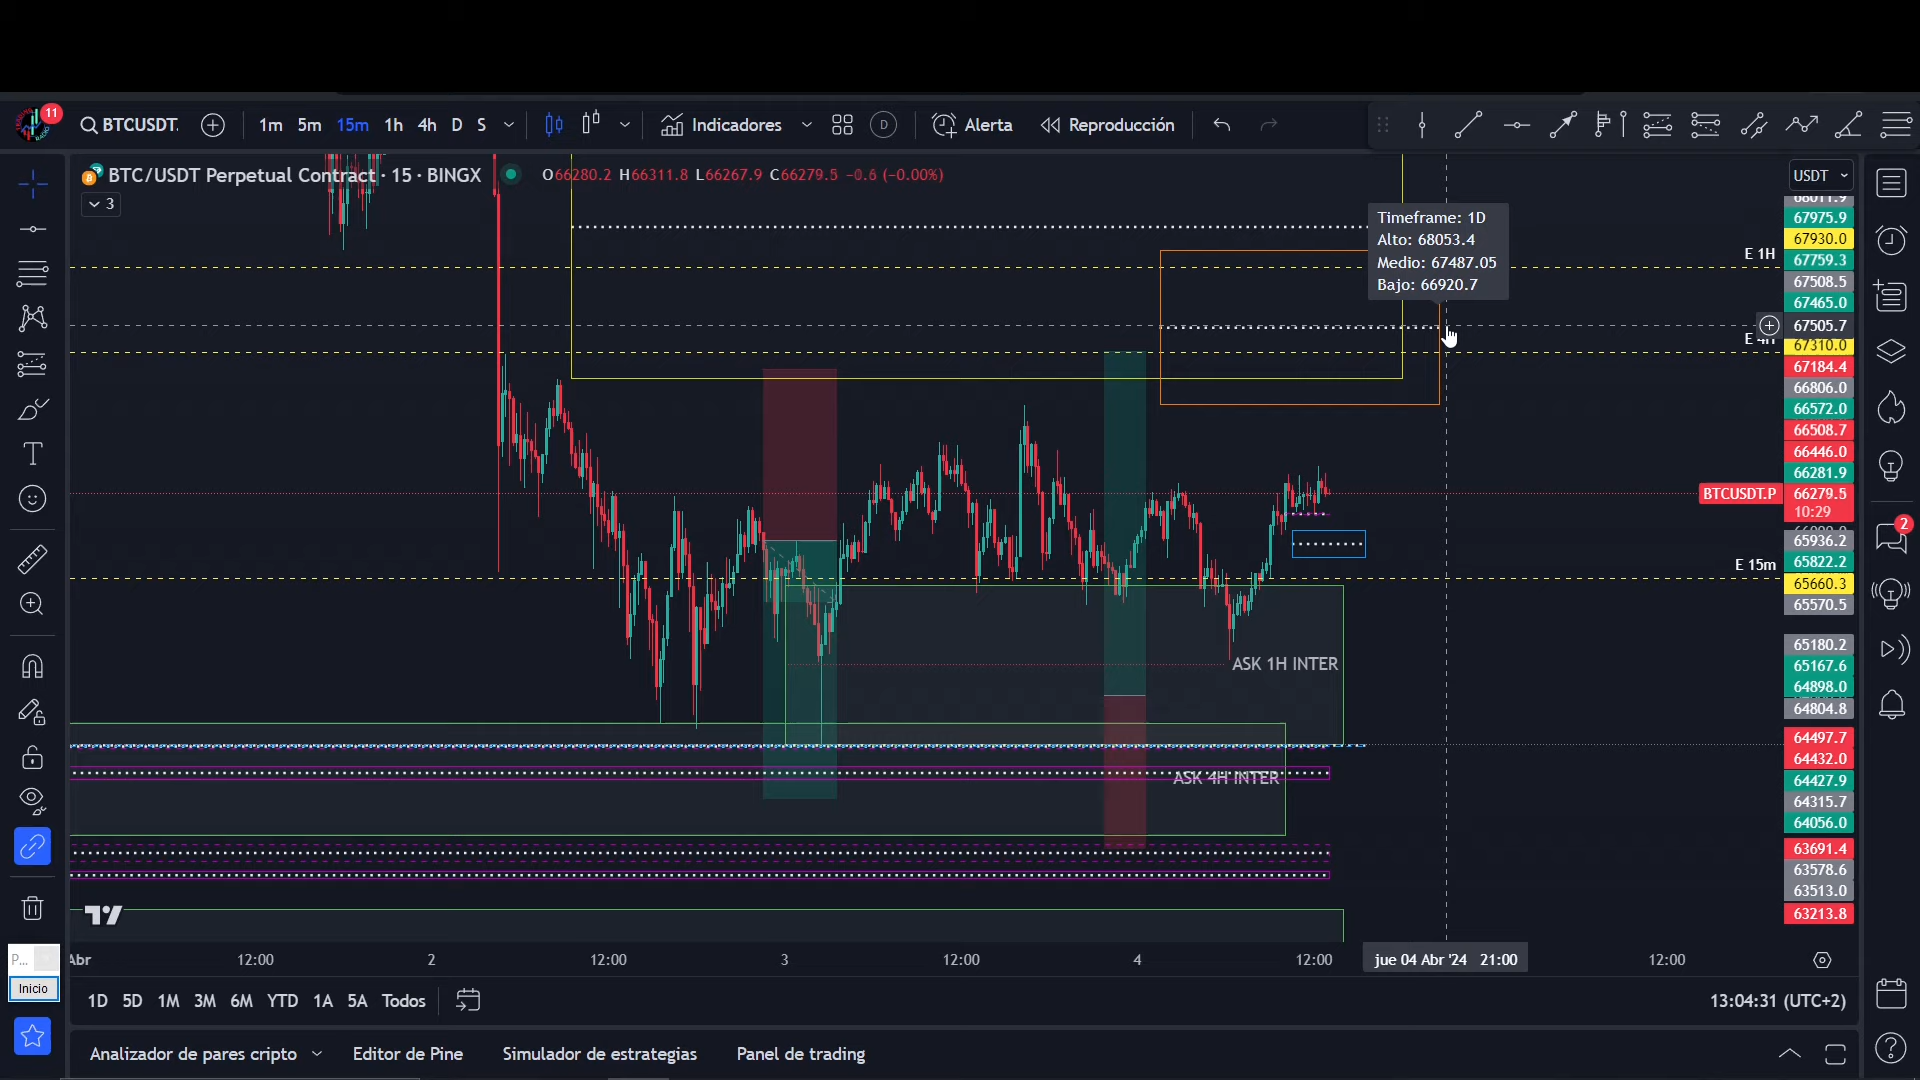 11
BTCUSDT.
1m 5m 15m 1h 4h D S
Indicadores
D
Alerta
Reproducción
BTC/USDT Perpetual Contract · 15 · BINGX
O66280.2 H66311.8 L66267.9 C66279.5 −0.6 (−0.00%)
USDT
3
68011.9
67975.9
67930.0
E 1H
67759.3
67508.5
67465.0
67505.7
E 4H
67310.0
67184.4
66806.0
66572.0
66508.7
66446.0
66281.9
BTCUSDT.P
66279.5
10:29
65936.2
65822.2
E 15m
65660.3
65570.5
65180.2
65167.6
64898.0
64804.8
64497.7
64432.0
64427.9
64315.7
64056.0
63691.4
63578.6
63513.0
63213.8
Timeframe: 1D
Alto: 68053.4
Medio: 67487.05
Bajo: 66920.7
ASK 1H INTER
ASK 4H INTER
2
P...
Inicio
Abr 12:00 2 12:00 3 12:00 4 12:00 jue 04 Abr '24 21:00 12:00
1D 5D 1M 3M 6M YTD 1A 5A Todos
13:04:31 (UTC+2)
Analizador de pares cripto Editor de Pine Simulador de estrategias Panel de trading